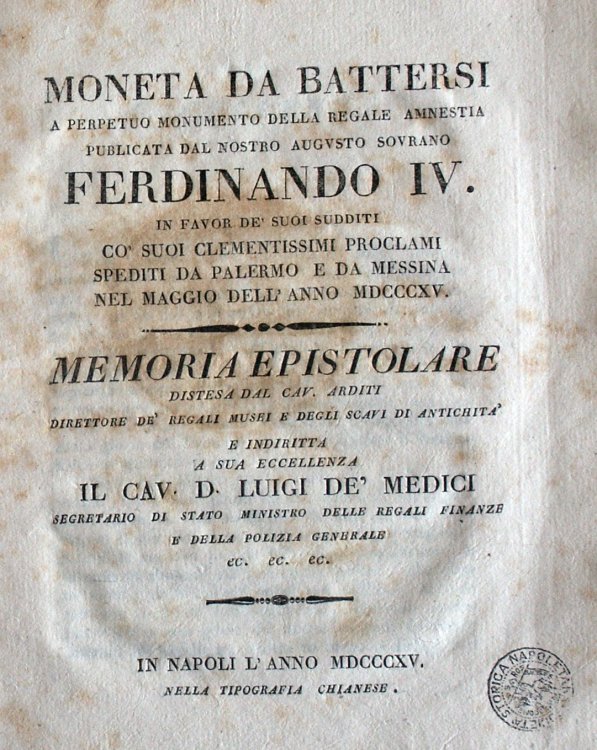 MONETA DA BATTERSI
A PERPETUO MONUMENTO DELLA REGALE AMNESTIA
PUBLICATA DAL NOSTRO AUGVSTO SOVRANO
FERDINANDO IV.
IN FAVOR DE' SUOI SUDDITI
CO' SUOI CLEMENTISSIMI PROCLAMI
SPEDITI DA PALERMO E DA MESSINA
NEL MAGGIO DELL'ANNO MDCCCXV.
MEMORIA EPISTOLARE
DISTESA DAL CAV. ARDITI
DIRETTORE DE' REGALI MUSEI E DEGLI SCAVI DI ANTICHITA'
E INDIRITTA
A SUA ECCELLENZA
IL CAV. D. LUIGI DE' MEDICI
SEGRETARIO DI STATO MINISTRO DELLE REGALI FINANZE
E DELLA POLIZIA GENERALE
ec. ec. ec.
IN NAPOLI L'ANNO MDCCCXV.
NELLA TIPOGRAFIA CHIANESE.
STORICA NAPOLETANA